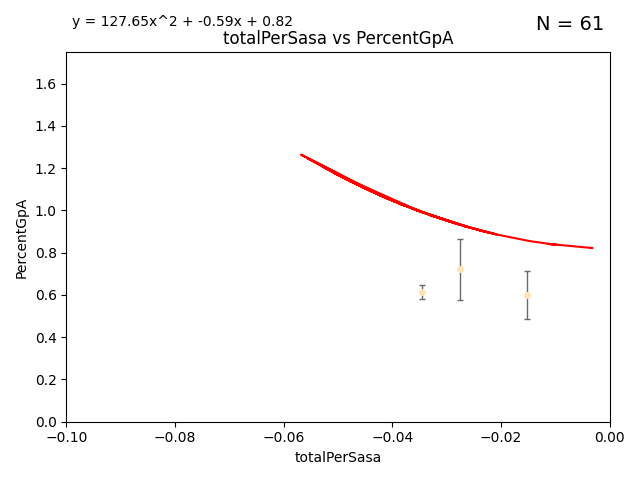 y = 127.65x^2 + -0.59x + 0.82
N = 61
totalPerSasa vs PercentGpA
1.6
1.4
1.2
1.0
0.8
0.6
0.4
0.2
0.0
PercentGpA
−0.10 −0.08 −0.06 −0.04 −0.02 0.00
totalPerSasa